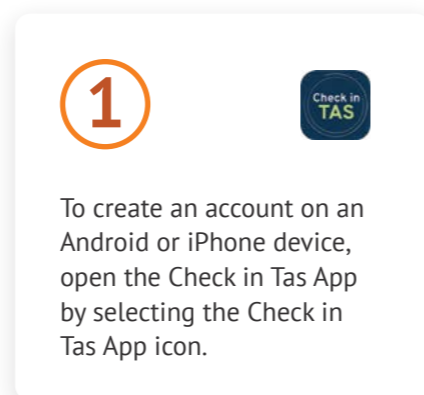 1
Check in
TAS
To create an account on an
Android or iPhone device,
open the Check in Tas App
by selecting the Check in
Tas App icon.